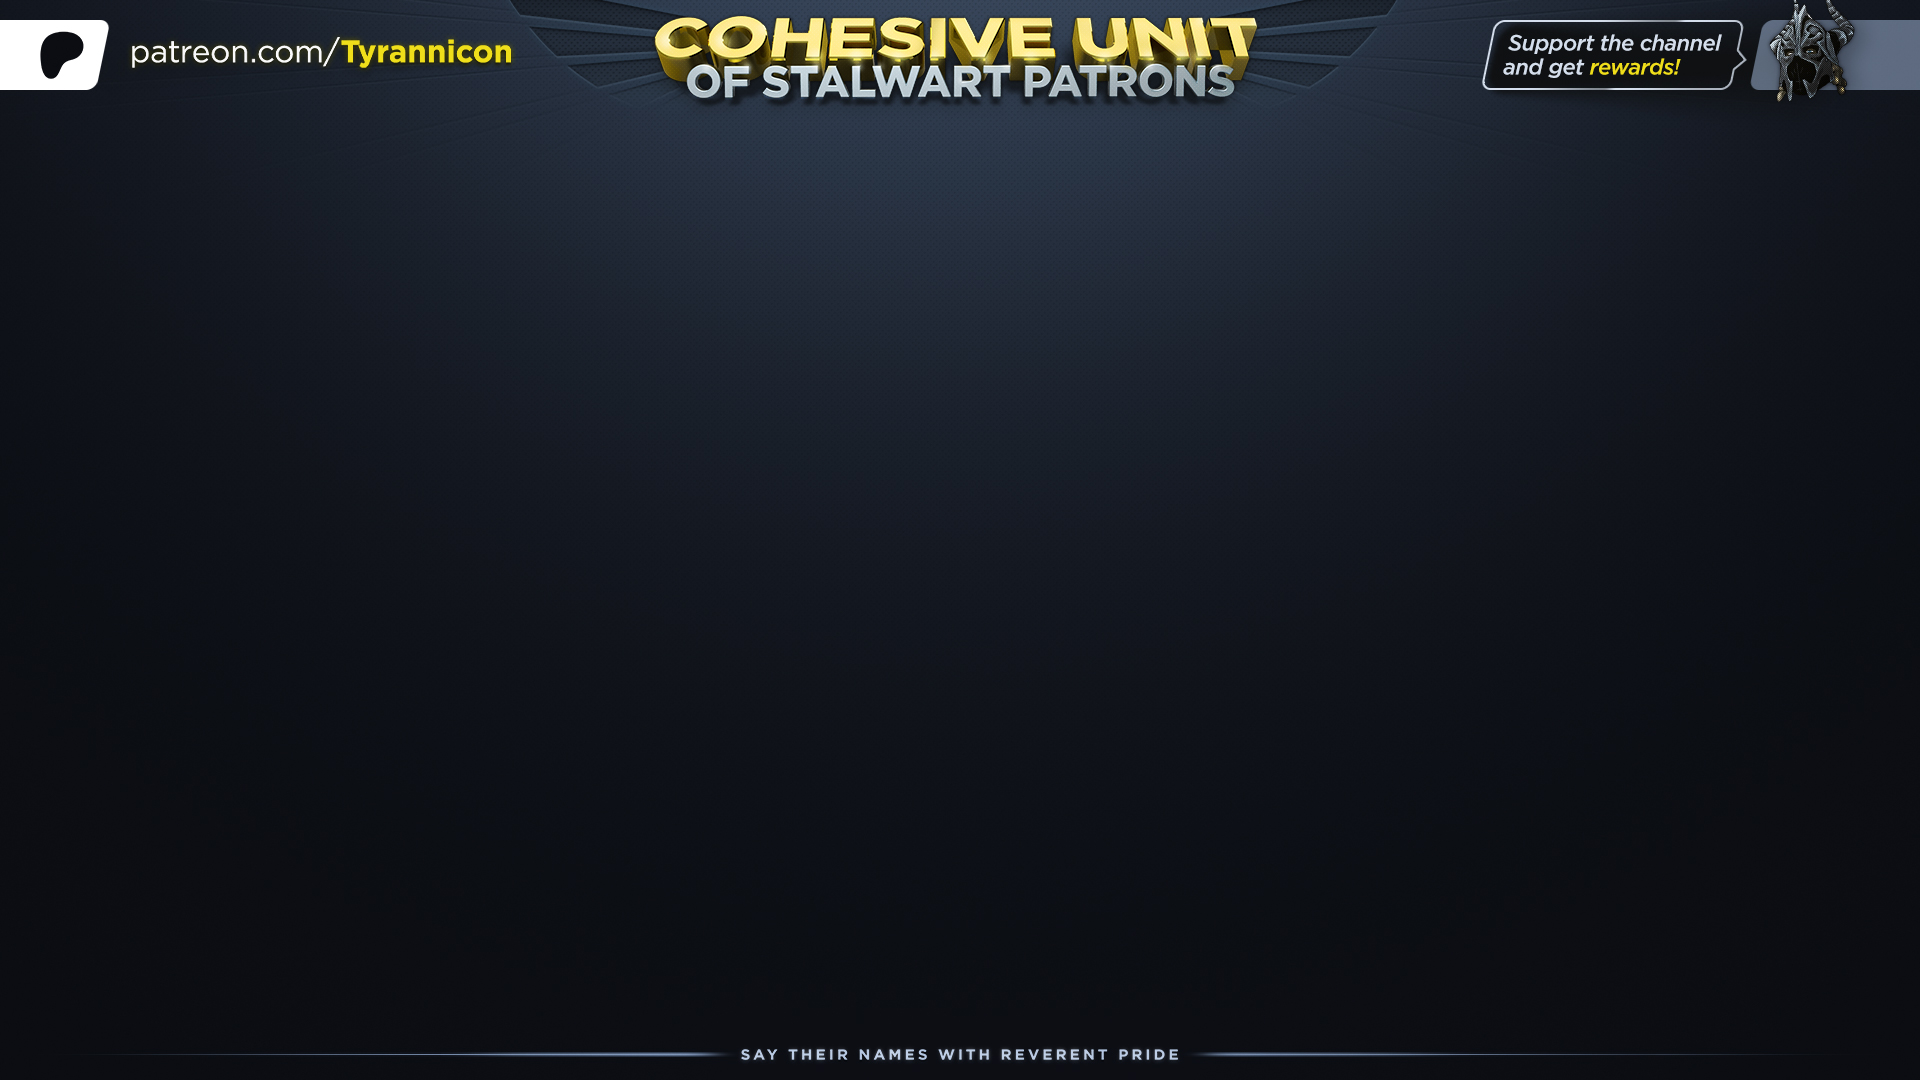 patreon.com/Tyrannicon
COHESIVE UNIT
OF STALWART PATRONS
Support the channel
and get rewards!
SAY THEIR NAMES WITH REVERENT PRIDE